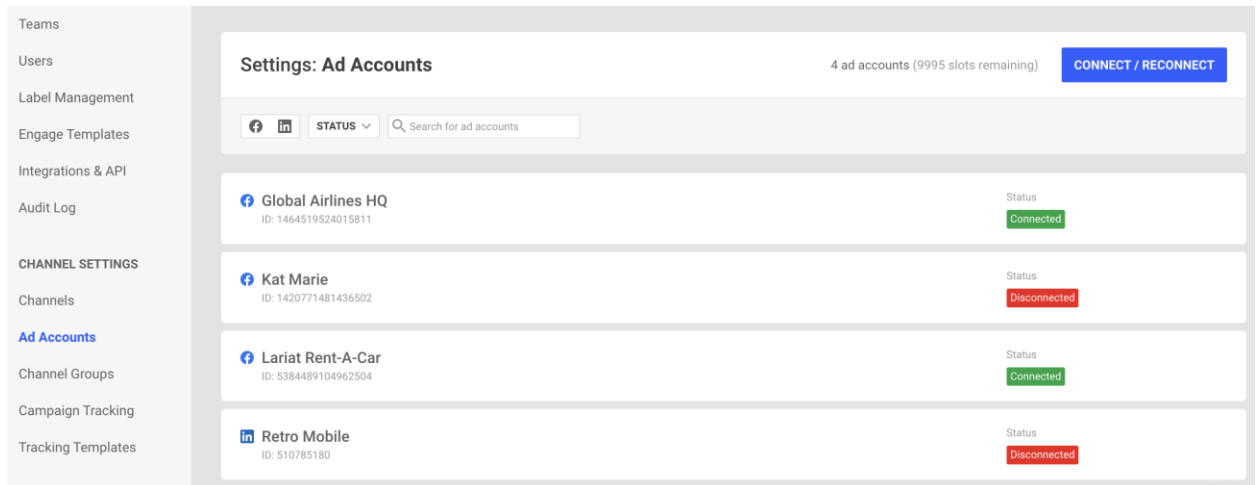 Teams
Users
Label Management
Engage Templates
Integrations & API
Audit Log
CHANNEL SETTINGS
Channels
Ad Accounts
Channel Groups
Campaign Tracking
Tracking Templates
Settings: Ad Accounts
4 ad accounts (9995 slots remaining)
CONNECT / RECONNECT
STATUS
Search for ad accounts
Global Airlines HQ
ID: 1464519524015811
Status
Connected
Kat Marie
ID: 1420771481436502
Status
Disconnected
Lariat Rent-A-Car
ID: 5384489104962504
Status
Connected
Retro Mobile
ID: 510785180
Status
Disconnected